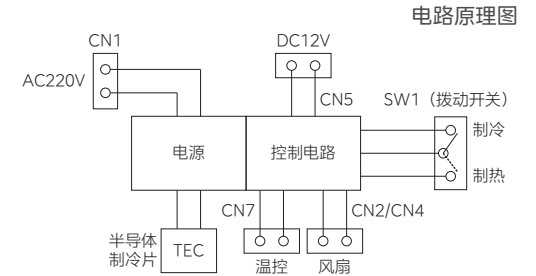 电路原理图
CN1
DC12V
AC220V
CN5
SW1（拨动开关）
制冷
电源
控制电路
制热
CN7
CN2/CN4
半导体
制冷片
TEC
温控
风扇